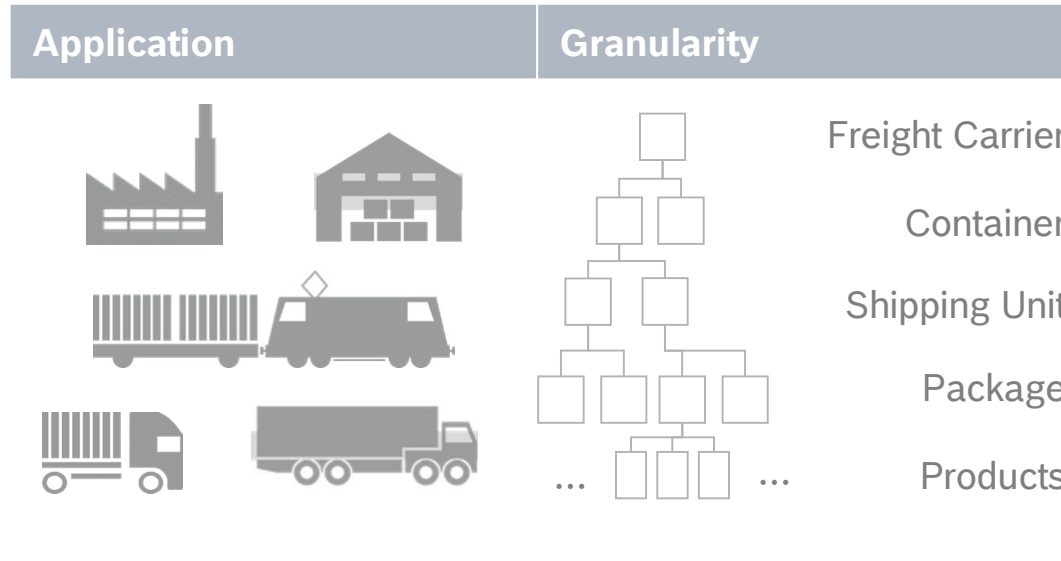 Application
Granularity
Freight Carrier
Container
Shipping Unit
Package
... ...
Products